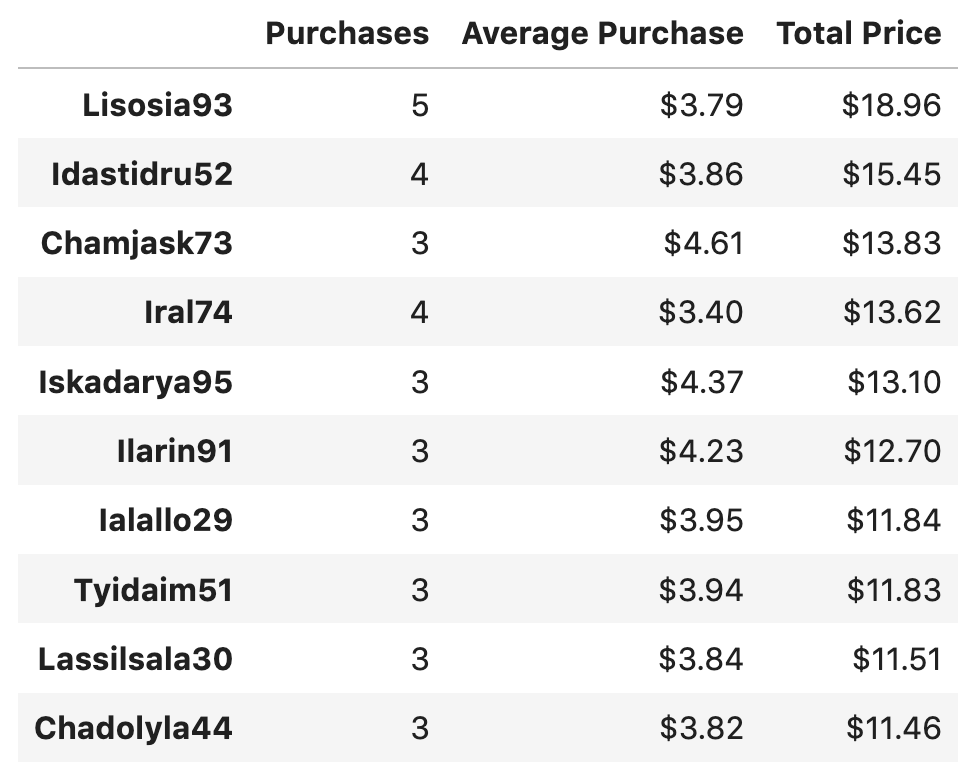 Purchases Average Purchase Total Price
Lisosia93 5 $3.79 $18.96
Idastidru52 4 $3.86 $15.45
Chamjask73 3 $4.61 $13.83
Iral74 4 $3.40 $13.62
Iskadarya95 3 $4.37 $13.10
Ilarin91 3 $4.23 $12.70
Ialallo29 3 $3.95 $11.84
Tyidaim51 3 $3.94 $11.83
Lassilsala30 3 $3.84 $11.51
Chadolyla44 3 $3.82 $11.46